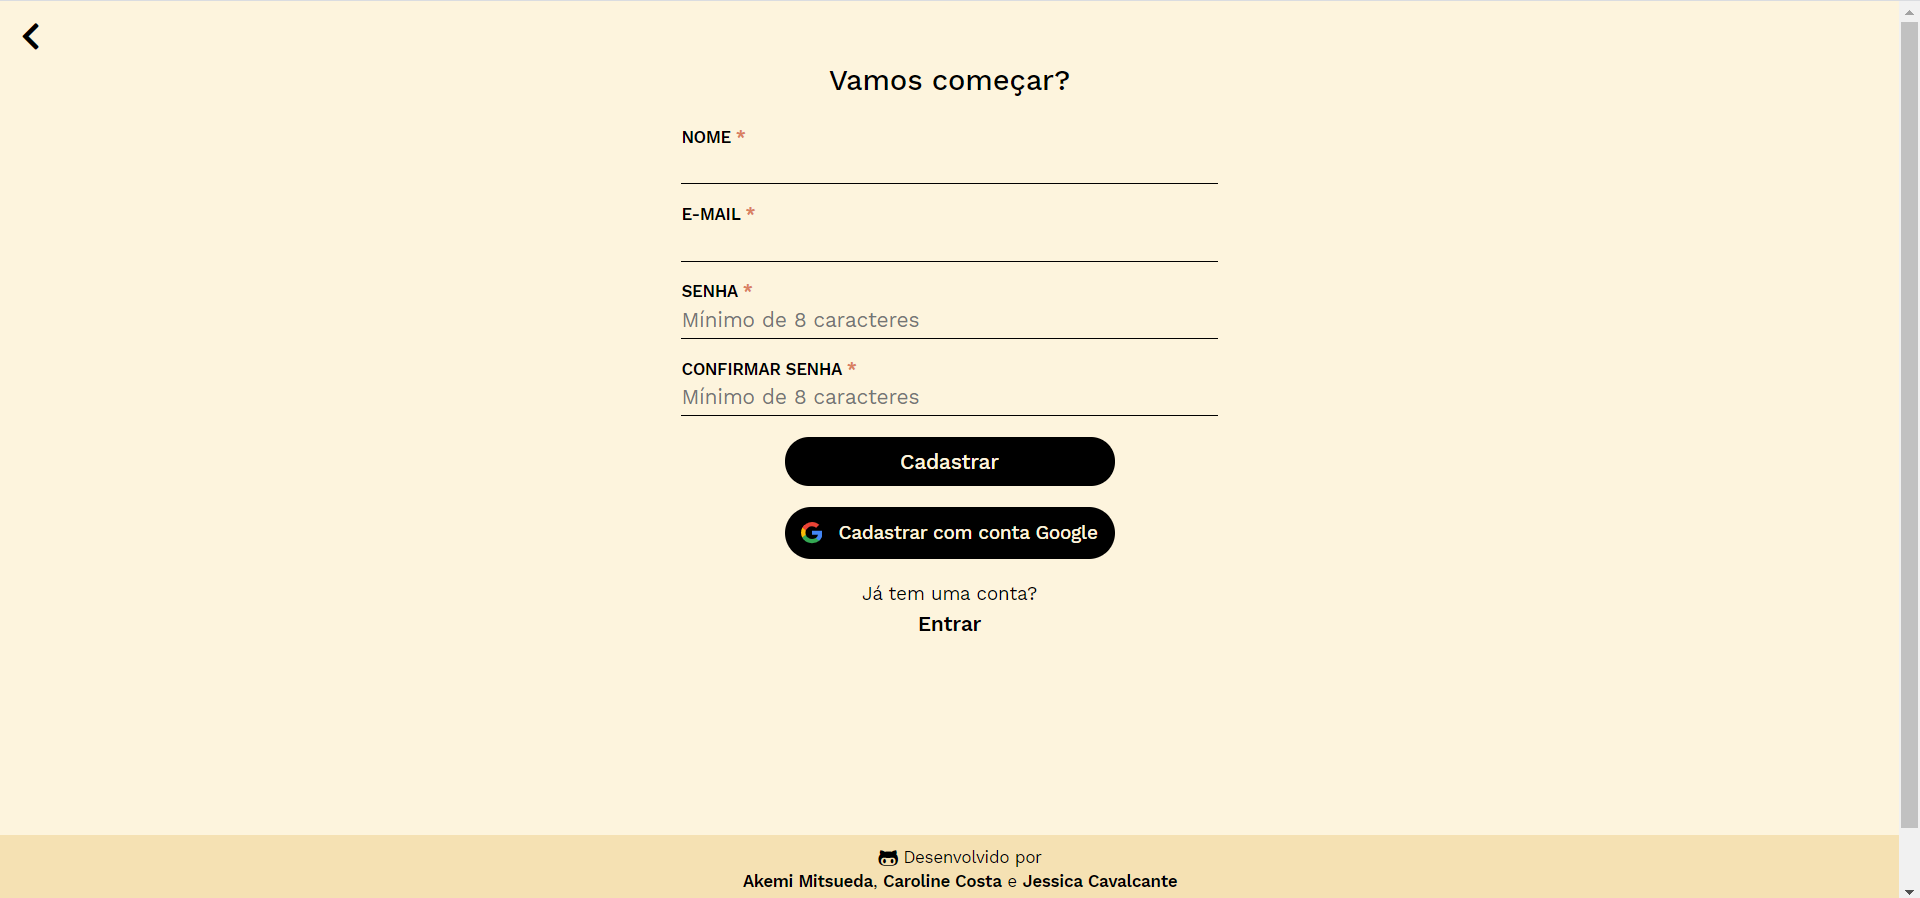 Vamos começar?
NOME *
E-MAIL *
SENHA *
Mínimo de 8 caracteres
CONFIRMAR SENHA *
Mínimo de 8 caracteres
Cadastrar
Cadastrar com conta Google
Já tem uma conta?
Entrar
Desenvolvido por
Akemi Mitsueda, Caroline Costa e Jessica Cavalcante